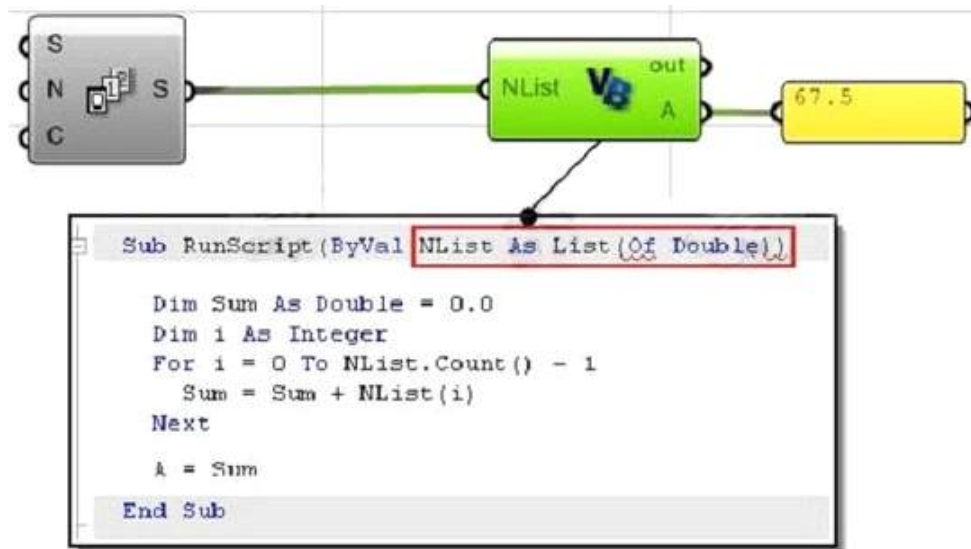 S
N S
C
NList VB out
A
67.5
Sub RunScript(ByVal NList As List(Of Double))
Dim Sum As Double = 0.0
Dim i As Integer
For i = 0 To NList.Count() - 1
Sum = Sum + NList(i)
Next
A = Sum
End Sub